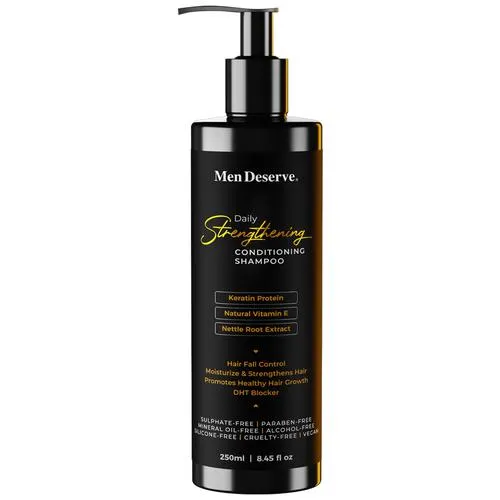 Men Deserve®
Daily
Strengthening
CONDITIONING
SHAMPOO
Keratin Protein
Natural Vitamin E
Nettle Root Extract
Hair Fall Control
Moisturize & Strengthens Hair
Promotes Healthy Hair Growth
DHT Blocker
SULPHATE-FREE | PARABEN-FREE
MINERAL OIL-FREE | ALCOHOL-FREE
SILICONE-FREE | CRUELTY-FREE | VEGAN
250ml | 8.45 fl oz